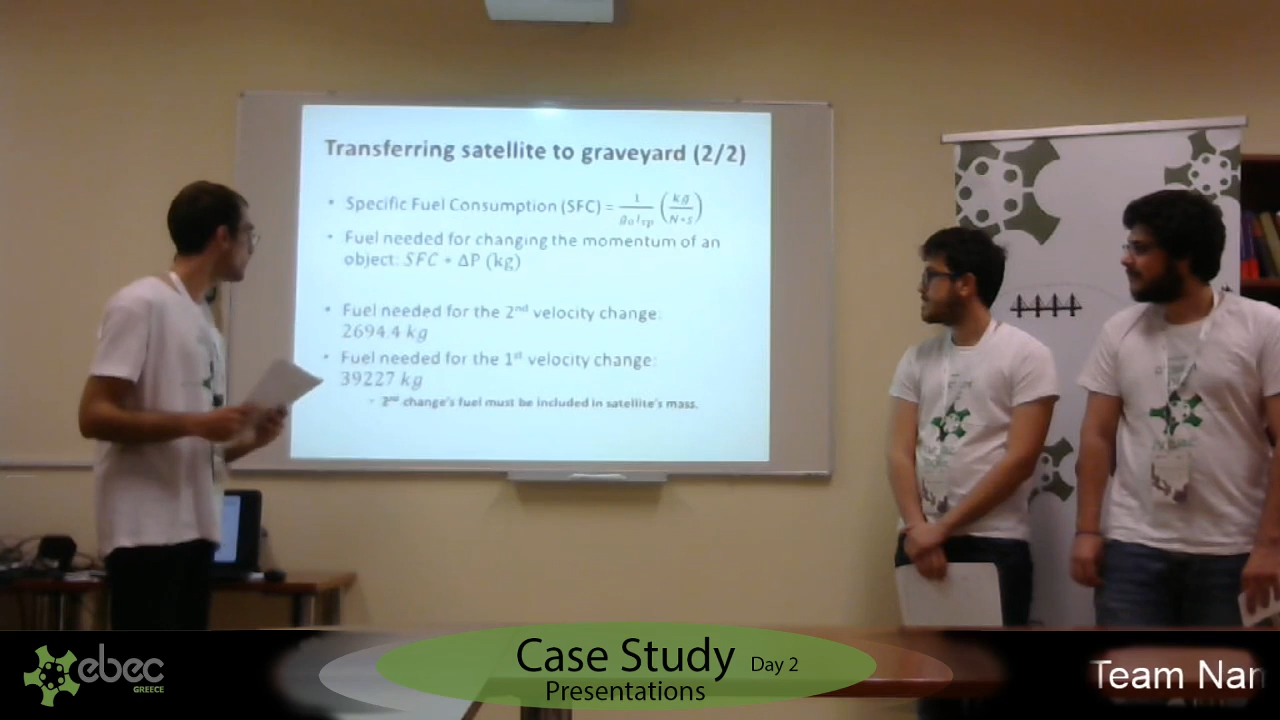 Transferring satellite to graveyard (2/2)
• Specific Fuel Consumption (SFC) = 1/(g₀I_sp) (kg/(N*s))
• Fuel needed for changing the momentum of an
object: SFC * ΔP (kg)
• Fuel needed for the 2nd velocity change:
2694.4 kg
• Fuel needed for the 1st velocity change:
39227 kg
2nd change's fuel must be included in satellite's mass.
ebec
GREECE
Case Study Day 2
Presentations
Team Nan